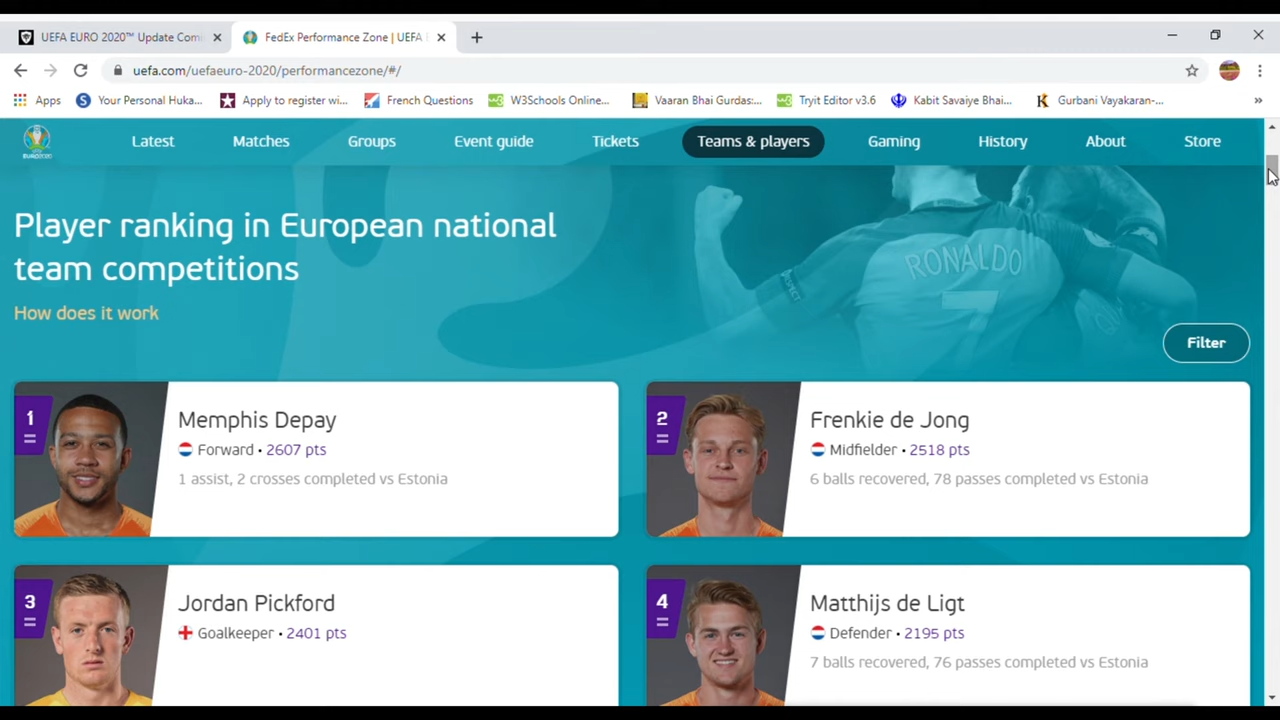 UEFA EURO 2020™ Update Comi
FedEx Performance Zone | UEFA E
uefa.com/uefaeuro-2020/performancezone/#/
Apps
Your Personal Huka...
Apply to register wi...
French Questions
W3Schools Online...
Vaaran Bhai Gurdas:...
Tryit Editor v3.6
Kabit Savaiye Bhai...
Gurbani Vayakaran-...
EURO2020
Latest
Matches
Groups
Event guide
Tickets
Teams & players
Gaming
History
About
Store
Player ranking in European national
team competitions
How does it work
RONALDO
7
RESPECT
Filter
1
=
Memphis Depay
Forward • 2607 pts
1 assist, 2 crosses completed vs Estonia
2
=
Frenkie de Jong
Midfielder • 2518 pts
6 balls recovered, 78 passes completed vs Estonia
3
=
Jordan Pickford
Goalkeeper • 2401 pts
4
=
Matthijs de Ligt
Defender • 2195 pts
7 balls recovered, 76 passes completed vs Estonia